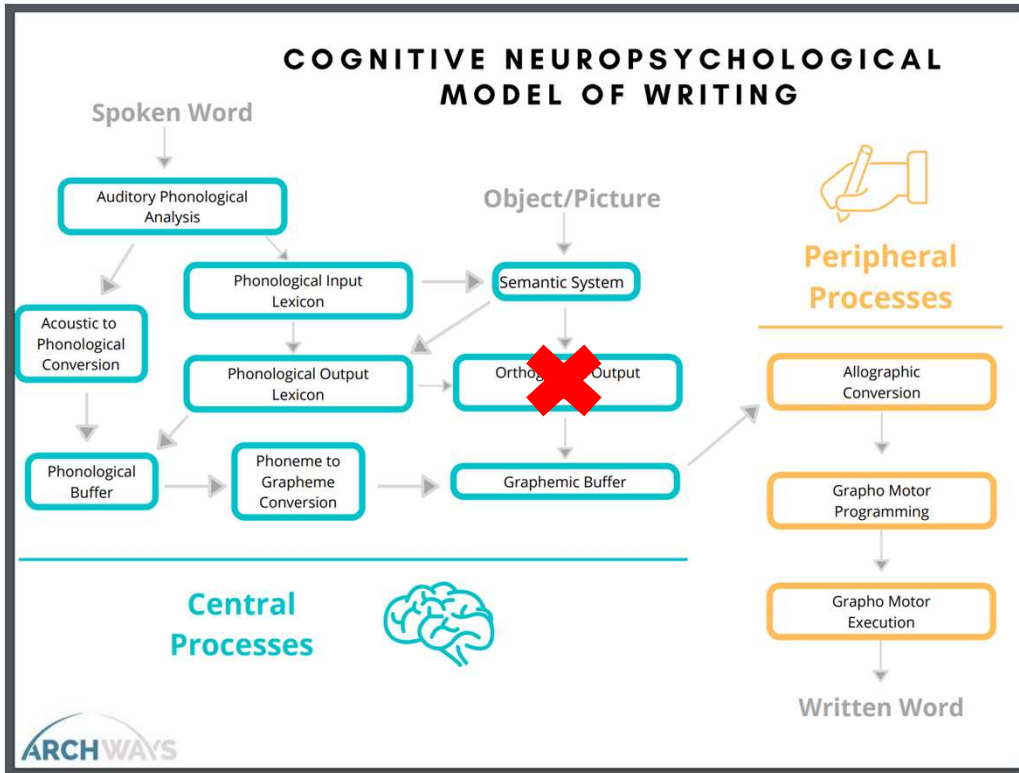 COGNITIVE NEUROPSYCHOLOGICAL
MODEL OF WRITING
Spoken Word
Auditory Phonological
Analysis
Object/Picture
Peripheral
Processes
Phonological Input
Lexicon
Semantic System
Acoustic to
Phonological
Conversion
Phonological Output
Lexicon
Output
Allographic
Conversion
Phonological
Buffer
Phoneme to
Grapheme
Conversion
Graphemic Buffer
Grapho Motor
Programming
Central
Processes
Grapho Motor
Execution
Written Word
ARCHWAYS